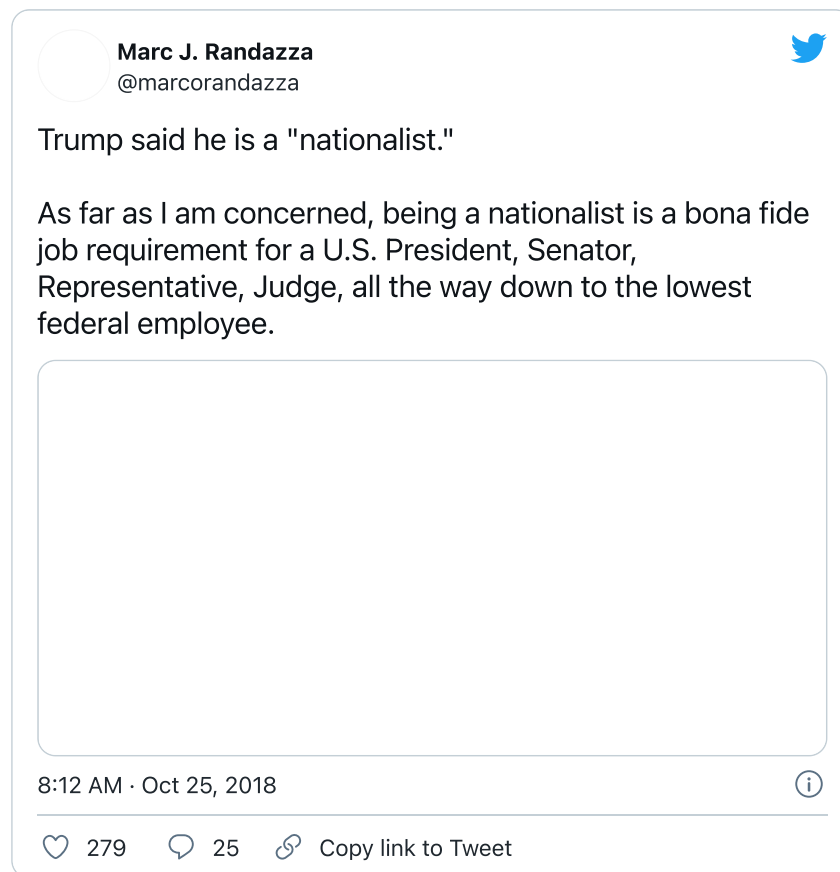 Marc J. Randazza
@marcorandazza
Trump said he is a "nationalist."
As far as I am concerned, being a nationalist is a bona fide
job requirement for a U.S. President, Senator,
Representative, Judge, all the way down to the lowest
federal employee.
8:12 AM · Oct 25, 2018
279 25 Copy link to Tweet